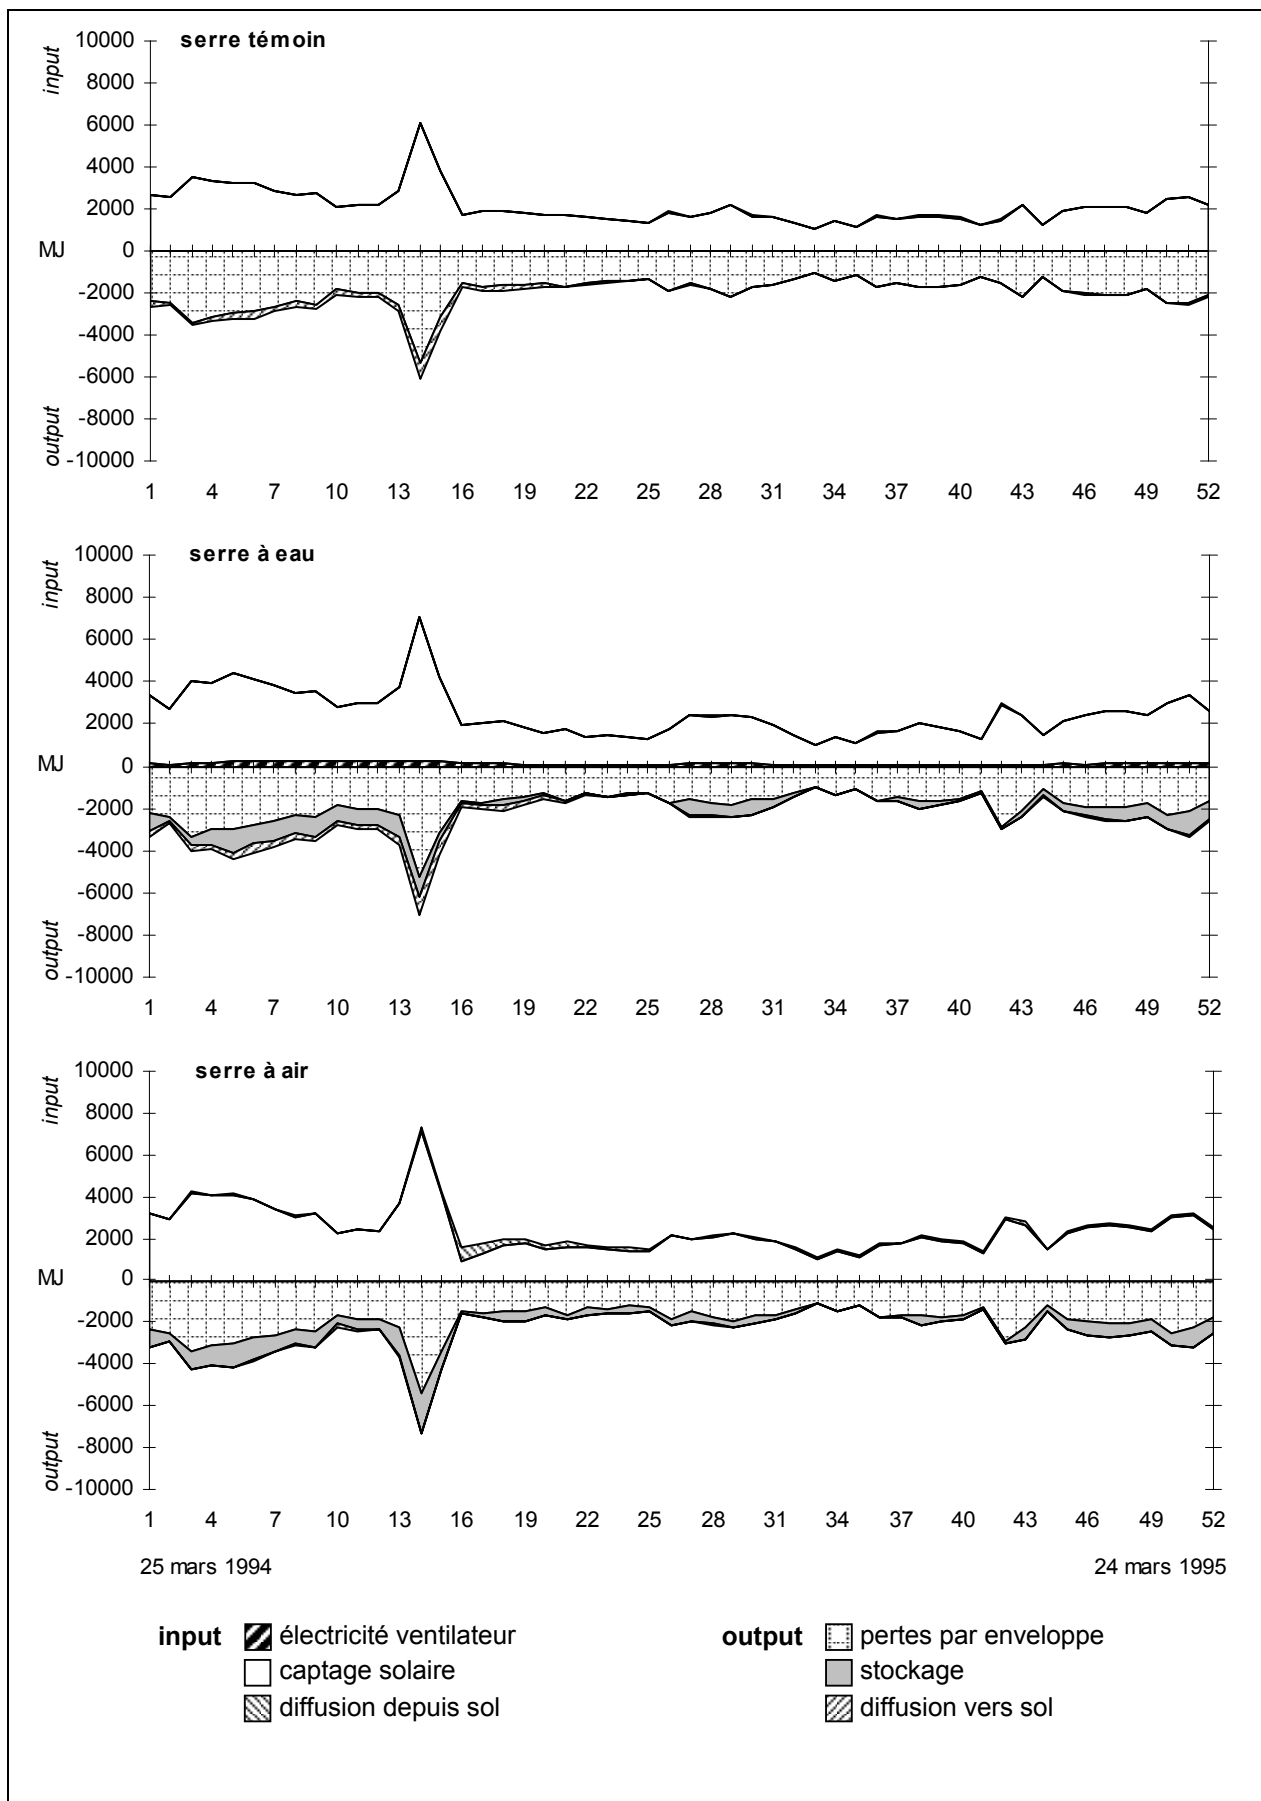 serre témoin
input
10000
8000
6000
4000
2000
MJ 0
-2000
-4000
-6000
-8000
output
-10000
1 4 7 10 13 16 19 22 25 28 31 34 37 40 43 46 49 52
serre à eau
input
10000
8000
6000
4000
2000
MJ 0
-2000
-4000
-6000
-8000
output
-10000
1 4 7 10 13 16 19 22 25 28 31 34 37 40 43 46 49 52
serre à air
input
10000
8000
6000
4000
2000
MJ 0
-2000
-4000
-6000
-8000
output
-10000
1 4 7 10 13 16 19 22 25 28 31 34 37 40 43 46 49 52
25 mars 1994 24 mars 1995
input électricité ventilateur output pertes par enveloppe
captage solaire stockage
diffusion depuis sol diffusion vers sol